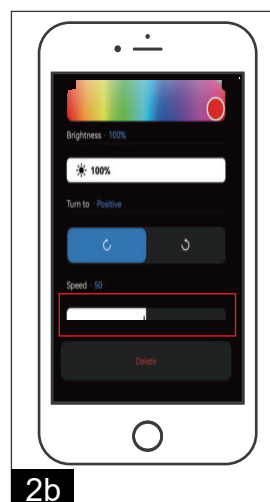 Brightness · 100%
100%
Turn to · Positive
Speed · 50
Delete
2b